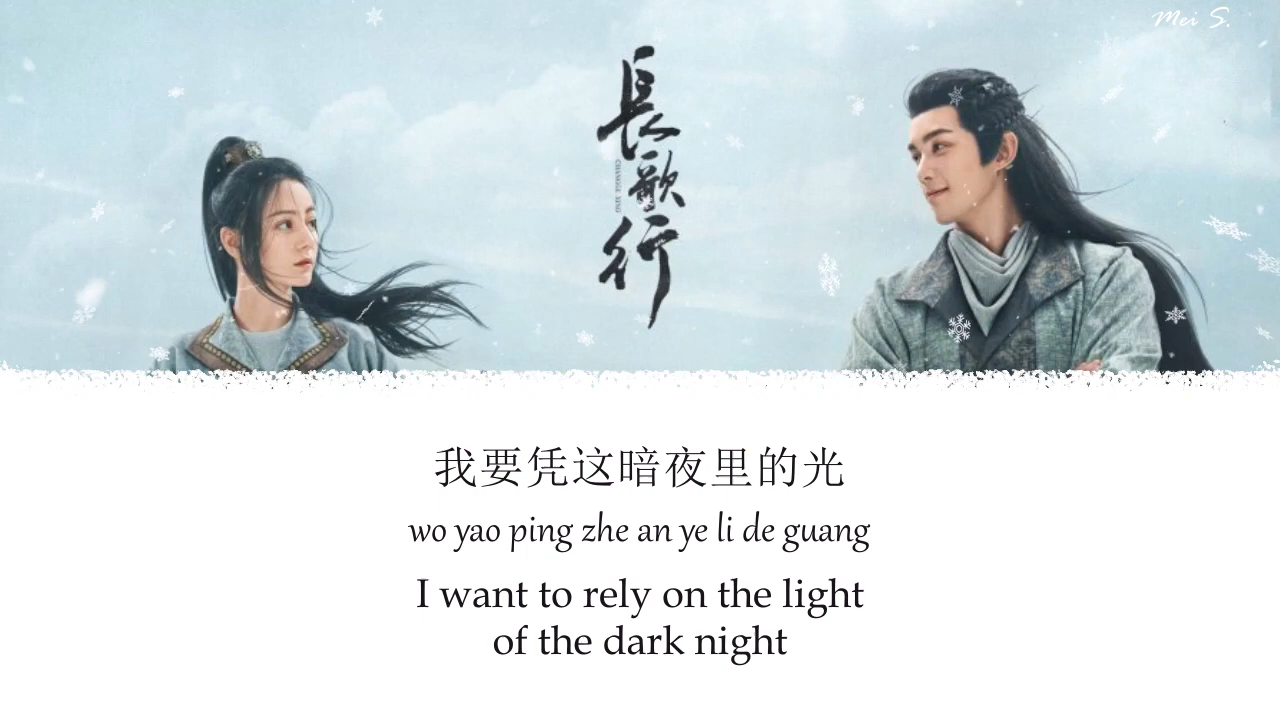 Mei S.
長歌行
CHANGGE XING
我要凭这暗夜里的光
wo yao ping zhe an ye li de guang
I want to rely on the light
of the dark night